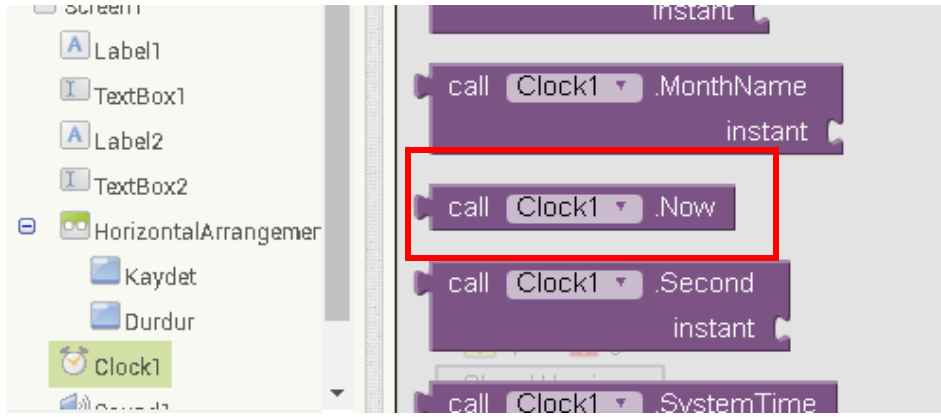 Screen1
Label1
TextBox1
Label2
TextBox2
HorizontalArrangemer
Kaydet
Durdur
Clock1
Sound1
instant
call Clock1 .MonthName
instant
call Clock1 .Now
call Clock1 .Second
instant
call Clock1 .SystemTime